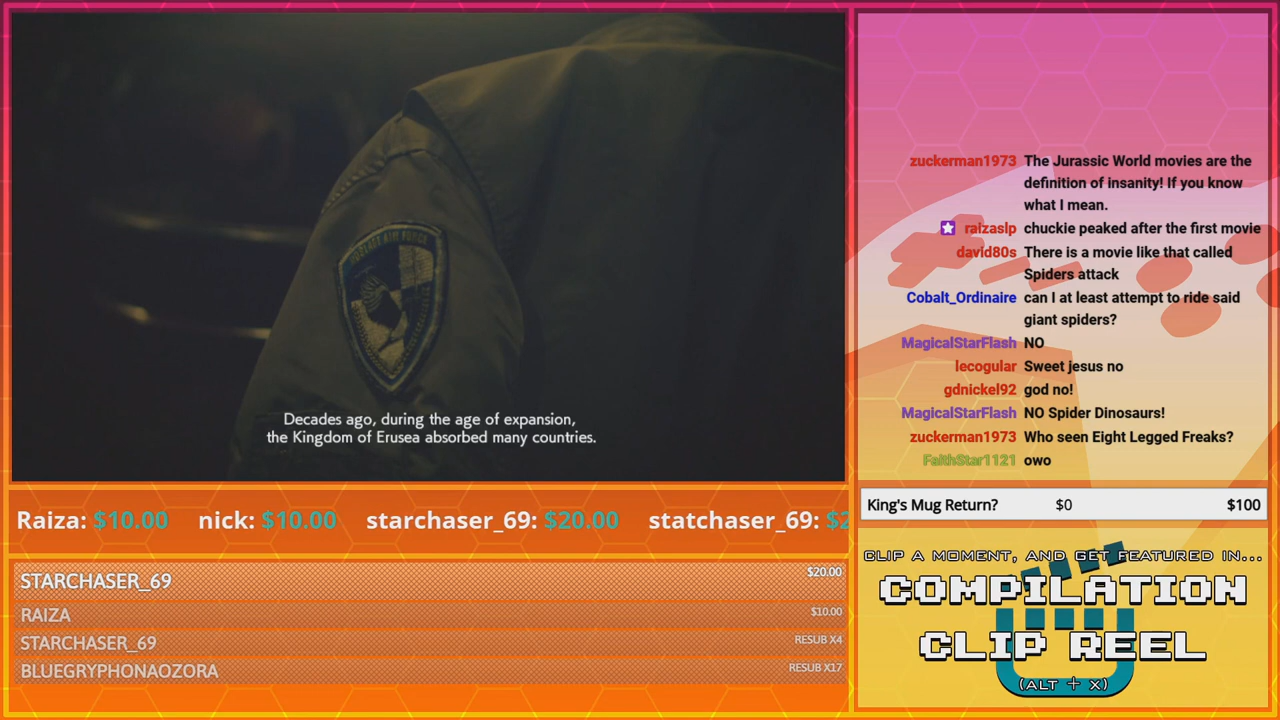 Decades ago, during the age of expansion,
the Kingdom of Erusea absorbed many countries.
Raiza: $10.00 nick: $10.00 starchaser_69: $20.00 statchaser_69: $2
STARCHASER_69 $20.00
RAIZA $10.00
STARCHASER_69 RESUB X4
BLUEGRYPHONAOZORA RESUB X17
zuckerman1973 The Jurassic World movies are the
definition of insanity! If you know
what I mean.
raizaslp chuckie peaked after the first movie
david80s There is a movie like that called
Spiders attack
Cobalt_Ordinaire can I at least attempt to ride said
giant spiders?
MagicalStarFlash NO
lecogular Sweet jesus no
gdnickel92 god no!
MagicalStarFlash NO Spider Dinosaurs!
zuckerman1973 Who seen Eight Legged Freaks?
FaithStar1121 owo
King's Mug Return? $0 $100
CLIP A MOMENT, AND GET FEATURED IN...
COMPILATION
CLIP REEL
(ALT + X)